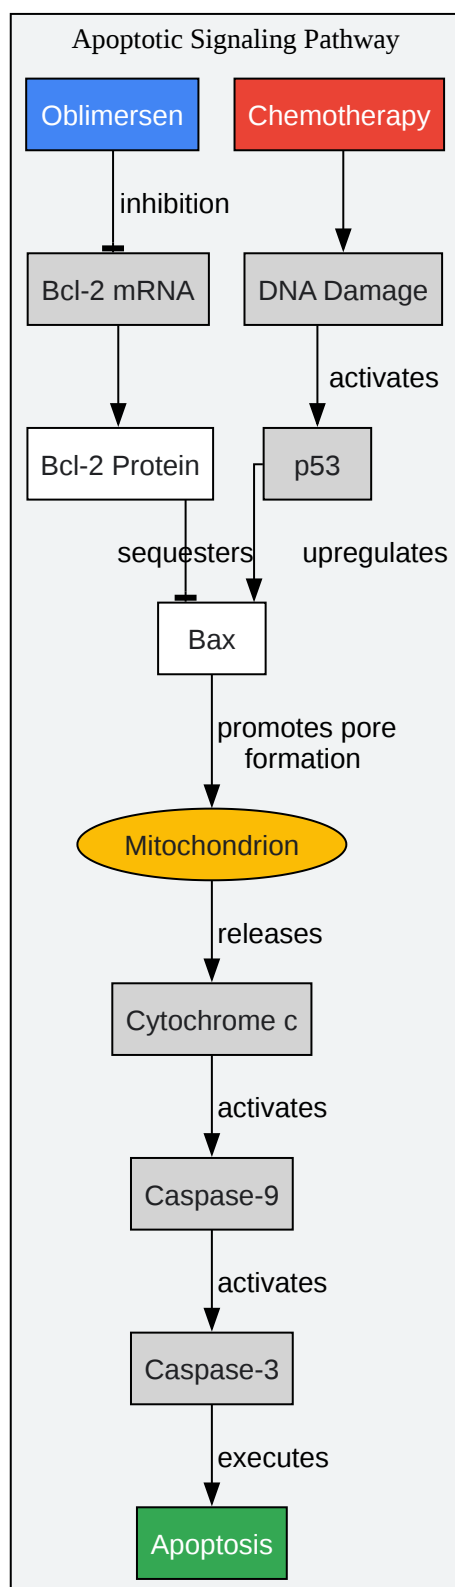 Apoptotic Signaling Pathway
Oblimersen
Chemotherapy
inhibition
Bcl-2 mRNA
DNA Damage
activates
Bcl-2 Protein
p53
sequesters
upregulates
Bax
promotes pore
formation
Mitochondrion
releases
Cytochrome c
activates
Caspase-9
activates
Caspase-3
executes
Apoptosis